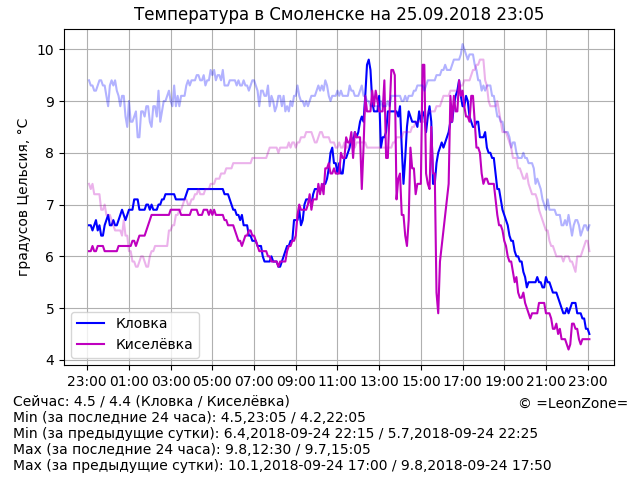 Температура в Смоленске на 25.09.2018 23:05
градусов Цельсия, °C
10
9
8
7
6
5
4
Кловка
Киселёвка
23:00 01:00 03:00 05:00 07:00 09:00 11:00 13:00 15:00 17:00 19:00 21:00 23:00
Сейчас: 4.5 / 4.4 (Кловка / Киселёвка)
© =LeonZone=
Min (за последние 24 часа): 4.5,23:05 / 4.2,22:05
Min (за предыдущие сутки): 6.4,2018-09-24 22:15 / 5.7,2018-09-24 22:25
Max (за последние 24 часа): 9.8,12:30 / 9.7,15:05
Max (за предыдущие сутки): 10.1,2018-09-24 17:00 / 9.8,2018-09-24 17:50